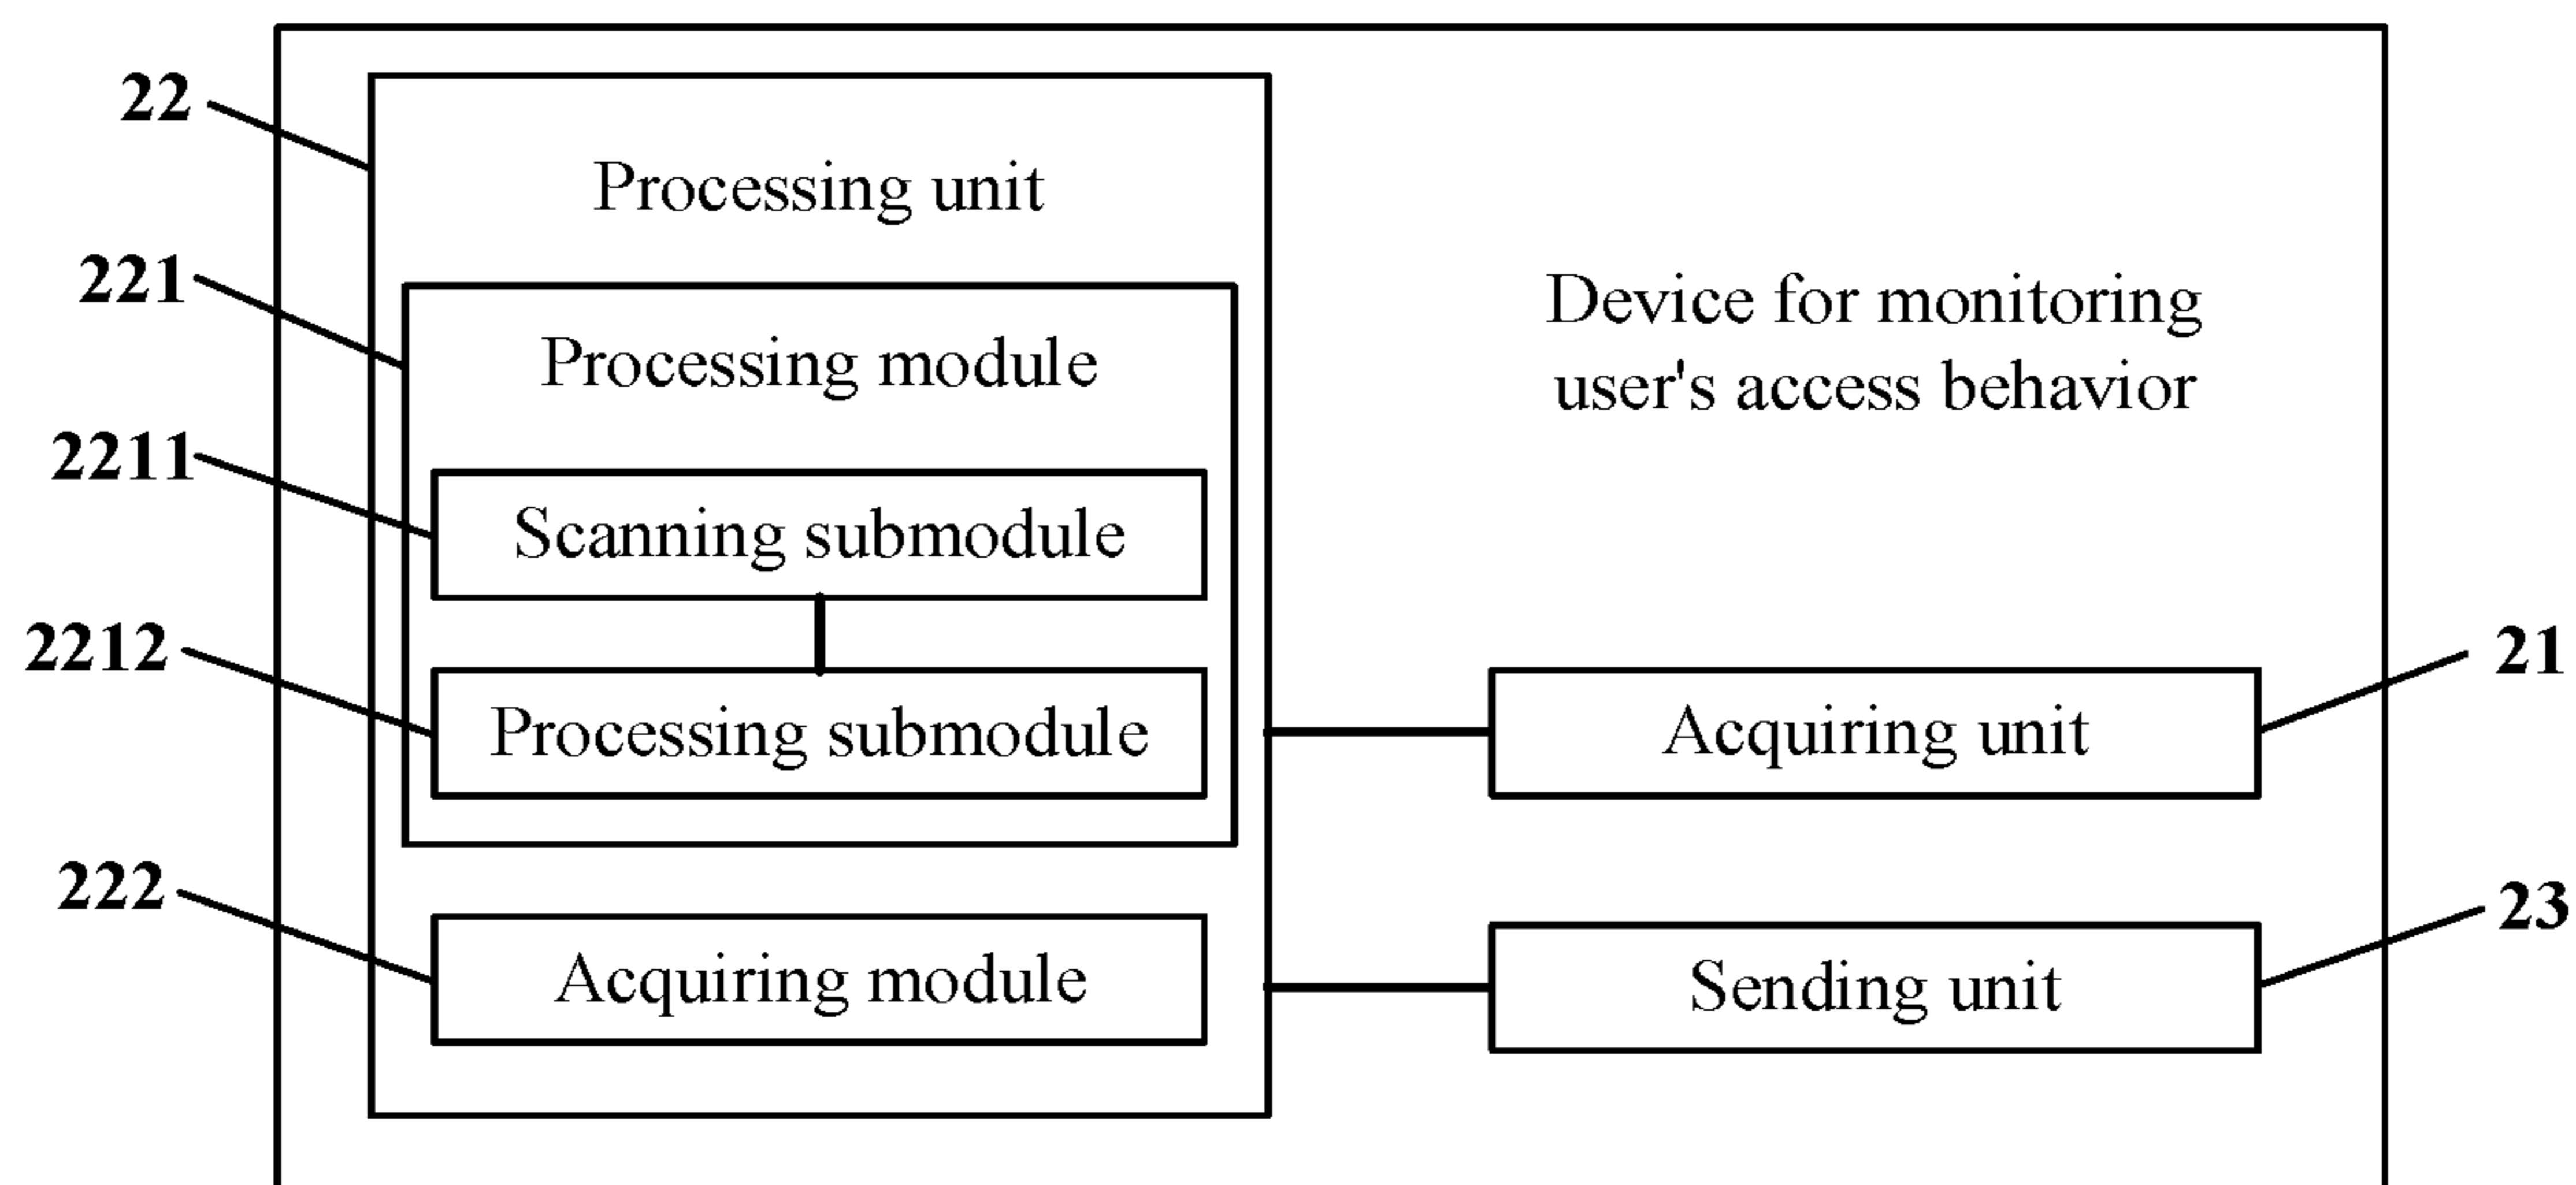 22
Processing unit
221
Processing module
Device for monitoring
user's access behavior
2211
Scanning submodule
2212
Processing submodule
21
Acquiring unit
222
Acquiring module
23
Sending unit